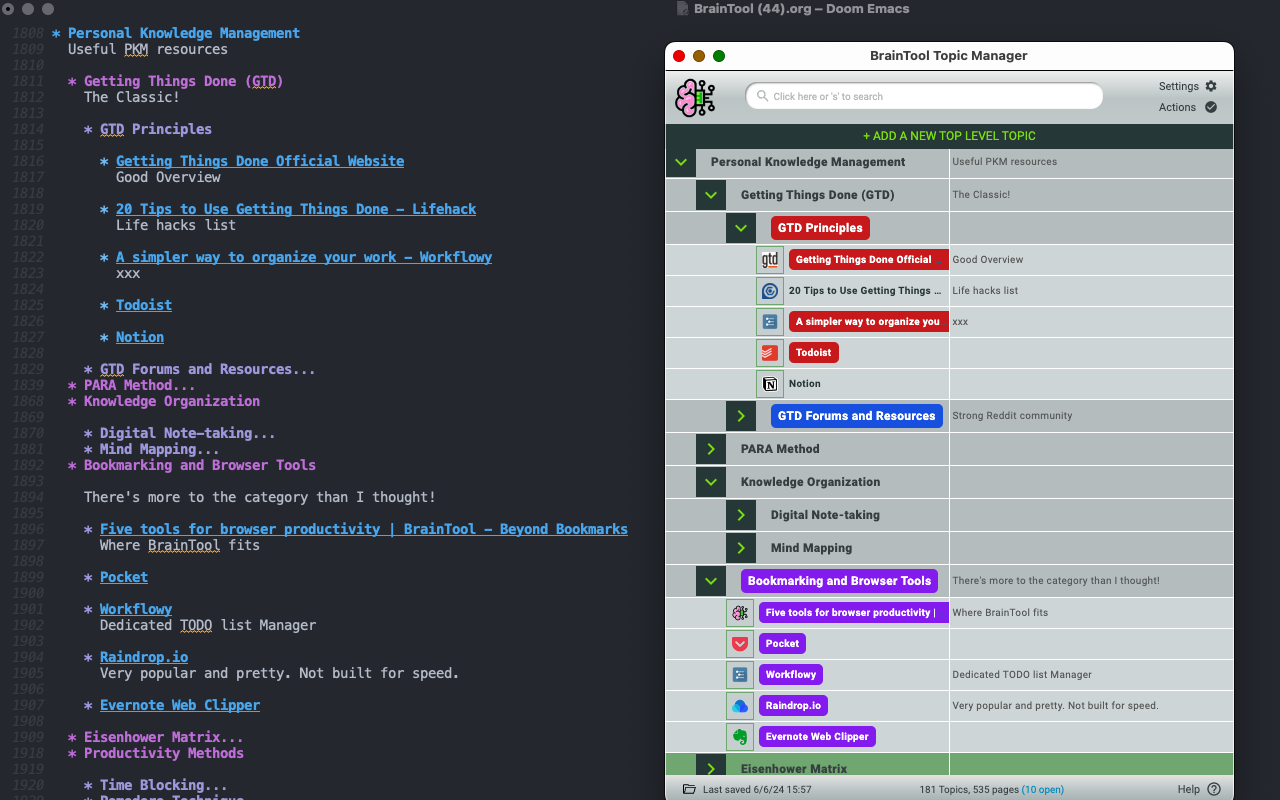 BrainTool (44).org – Doom Emacs
1808 * Personal Knowledge Management
1809 Useful PKM resources
1810
1811 * Getting Things Done (GTD)
1812 The Classic!
1813
1814 * GTD Principles
1815
1816 * Getting Things Done Official Website
1817 Good Overview
1818
1819 * 20 Tips to Use Getting Things Done - Lifehack
1820 Life hacks list
1821
1822 * A simpler way to organize your work - Workflowy
1823 xxx
1824
1825 * Todoist
1826
1827 * Notion
1828
1829 * GTD Forums and Resources...
1839 * PARA Method...
1868 * Knowledge Organization
1869
1870 * Digital Note-taking...
1881 * Mind Mapping...
1892 * Bookmarking and Browser Tools
1893
1894 There's more to the category than I thought!
1895
1896 * Five tools for browser productivity | BrainTool - Beyond Bookmarks
1897 Where BrainTool fits
1898
1899 * Pocket
1900
1901 * Workflowy
1902 Dedicated TODO list Manager
1903
1904 * Raindrop.io
1905 Very popular and pretty. Not built for speed.
1906
1907 * Evernote Web Clipper
1908
1909 * Eisenhower Matrix...
1918 * Productivity Methods
1919
1920 * Time Blocking...
BrainTool Topic Manager
Click here or 's' to search
Settings
Actions
+ ADD A NEW TOP LEVEL TOPIC
Personal Knowledge Management Useful PKM resources
Getting Things Done (GTD) The Classic!
GTD Principles
gtd Getting Things Done Official Good Overview
20 Tips to Use Getting Things ... Life hacks list
A simpler way to organize you xxx
Todoist
Notion
GTD Forums and Resources Strong Reddit community
PARA Method
Knowledge Organization
Digital Note-taking
Mind Mapping
Bookmarking and Browser Tools There's more to the category than I thought!
Five tools for browser productivity | Where BrainTool fits
Pocket
Workflowy Dedicated TODO list Manager
Raindrop.io Very popular and pretty. Not built for speed.
Evernote Web Clipper
Eisenhower Matrix
Last saved 6/6/24 15:57 181 Topics, 535 pages (10 open) Help